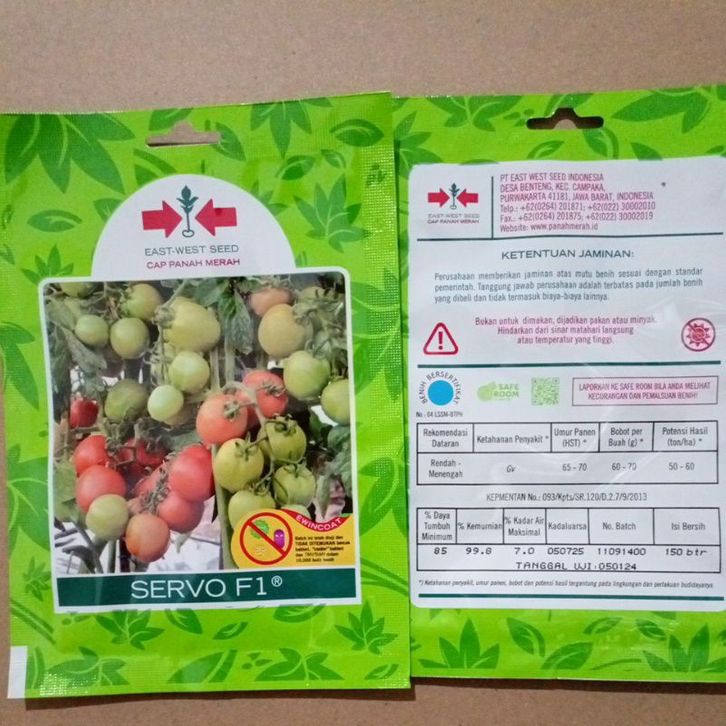 EAST-WEST SEED
CAP PANAH MERAH
EWINCOAT
SERVO F1®
EAST-WEST SEED
CAP PANAH MERAH
PT EAST WEST SEED INDONESIA
DESA BENTENG, KEC. CAMPAKA,
PURWAKARTA 41181, JAWA BARAT, INDONESIA
Telp.: +62(0264) 201871; +62(022) 30002010
Fax.: +62(0264) 201875; +62(022) 30002019
Website: www.panahmerah.id
KETENTUAN JAMINAN:
Perusahaan memberikan jaminan atas mutu benih sesuai dengan standar
pemerintah. Tanggung jawab perusahaan adalah terbatas pada jumlah benih
yang dibeli dan tidak termasuk biaya-biaya lainnya.
Bukan untuk dimakan, dijadikan pakan atau minyak.
Hindarkan dari sinar matahari langsung
atau temperatur yang tinggi.
BENIH BERSERTIFIKAT
No : 04 LSSM-BTPH
SAFE ROOM
LAPORKAN KE SAFE ROOM BILA ANDA MELIHAT
KECURANGAN DAN PEMALSUAN BENIH!
Rekomendasi Dataran | Ketahanan Penyakit * | Umur Panen (HST) * | Bobot per Buah (g) * | Potensi Hasil (ton/ha) *
Rendah - Menengah | Gv | 65 - 70 | 60 - 70 | 50 - 60
KEPMENTAN No.: 093/Kpts/SR.120/D.2.7/9/2013
% Daya Tumbuh Minimum | % Kemurnian | % Kadar Air Maksimal | Kadaluarsa | No. Batch | Isi Bersih
85 | 99.8 | 7.0 | 050725 | 11091400 | 150 btr
TANGGAL UJI :050124
*) Ketahanan penyakit, umur panen, bobot dan potensi hasil tergantung pada lingkungan dan perlakuan budidayanya.